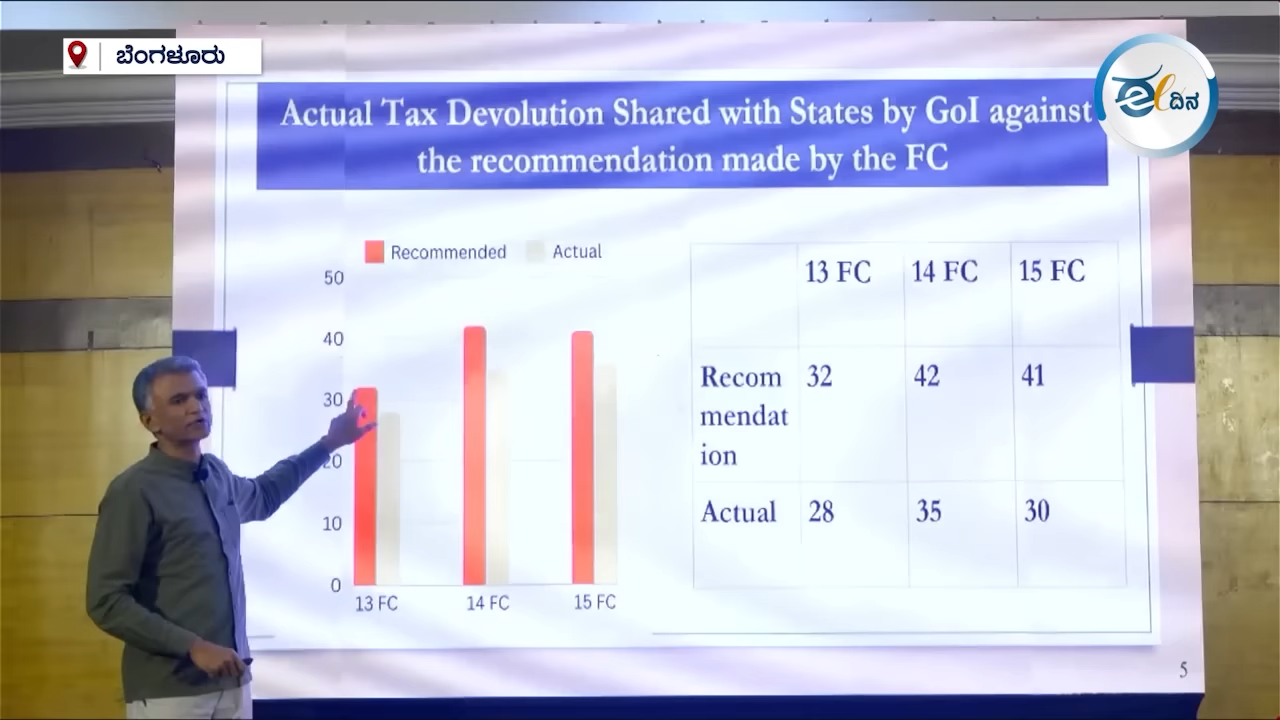 ಬೆಂಗಳೂರು
el ದಿನ
Actual Tax Devolution Shared with States by GoI against
the recommendation made by the FC
Recommended Actual
50
40
30
20
10
0
13 FC 14 FC 15 FC
13 FC 14 FC 15 FC
Recom 32 42 41
mendat
ion
Actual 28 35 30
5